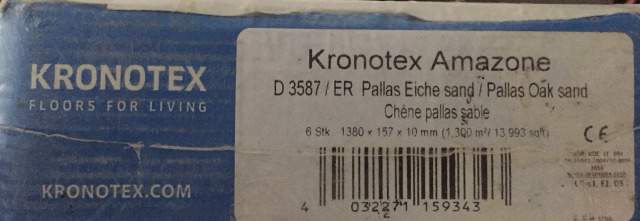 KRONOTEX
FLOORS FOR LIVING
KRONOTEX.COM
Kronotex Amazone
D 3587 / ER Pallas Eiche sand / Pallas Oak sand
Chêne pallas sable
6 Stk 1380 x 157 x 10 mm (1,300 m²/ 13.993 sqft)
CE
4 032271 159343